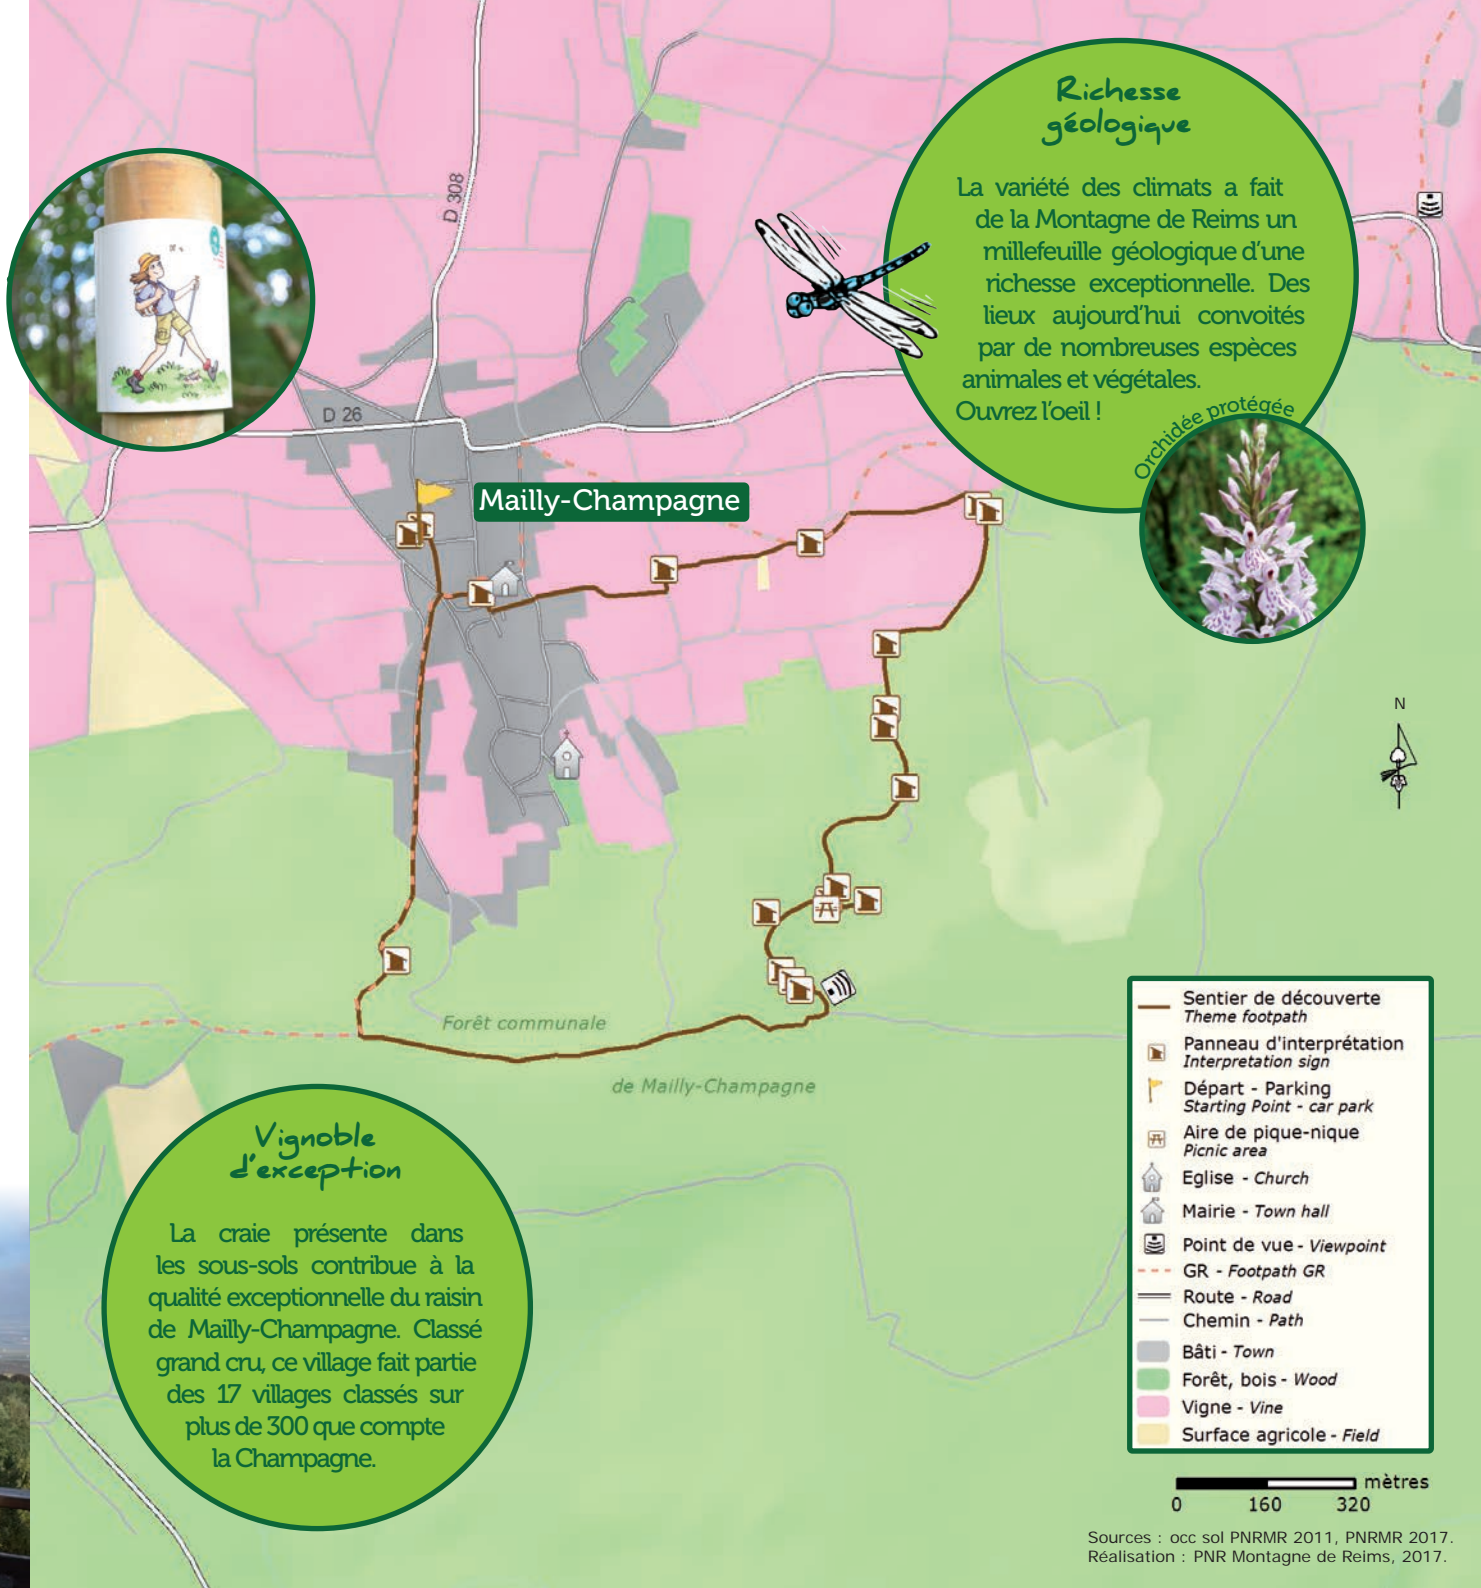 Richesse
géologique
La variété des climats a fait
de la Montagne de Reims un
millefeuille géologique d'une
richesse exceptionnelle. Des
lieux aujourd'hui convoités
par de nombreuses espèces
animales et végétales.
Ouvrez l'oeil !
Orchidée protégée
D 308
D 26
Mailly-Champagne
N
Forêt communale
de Mailly-Champagne
Vignoble
d'exception
La craie présente dans
les sous-sols contribue à la
qualité exceptionnelle du raisin
de Mailly-Champagne. Classé
grand cru, ce village fait partie
des 17 villages classés sur
plus de 300 que compte
la Champagne.
Sentier de découverte
Theme footpath
Panneau d'interprétation
Interpretation sign
Départ - Parking
Starting Point - car park
Aire de pique-nique
Picnic area
Eglise - Church
Mairie - Town hall
Point de vue - Viewpoint
GR - Footpath GR
Route - Road
Chemin - Path
Bâti - Town
Forêt, bois - Wood
Vigne - Vine
Surface agricole - Field
mètres
0 160 320
Sources : occ sol PNRMR 2011, PNRMR 2017.
Réalisation : PNR Montagne de Reims, 2017.